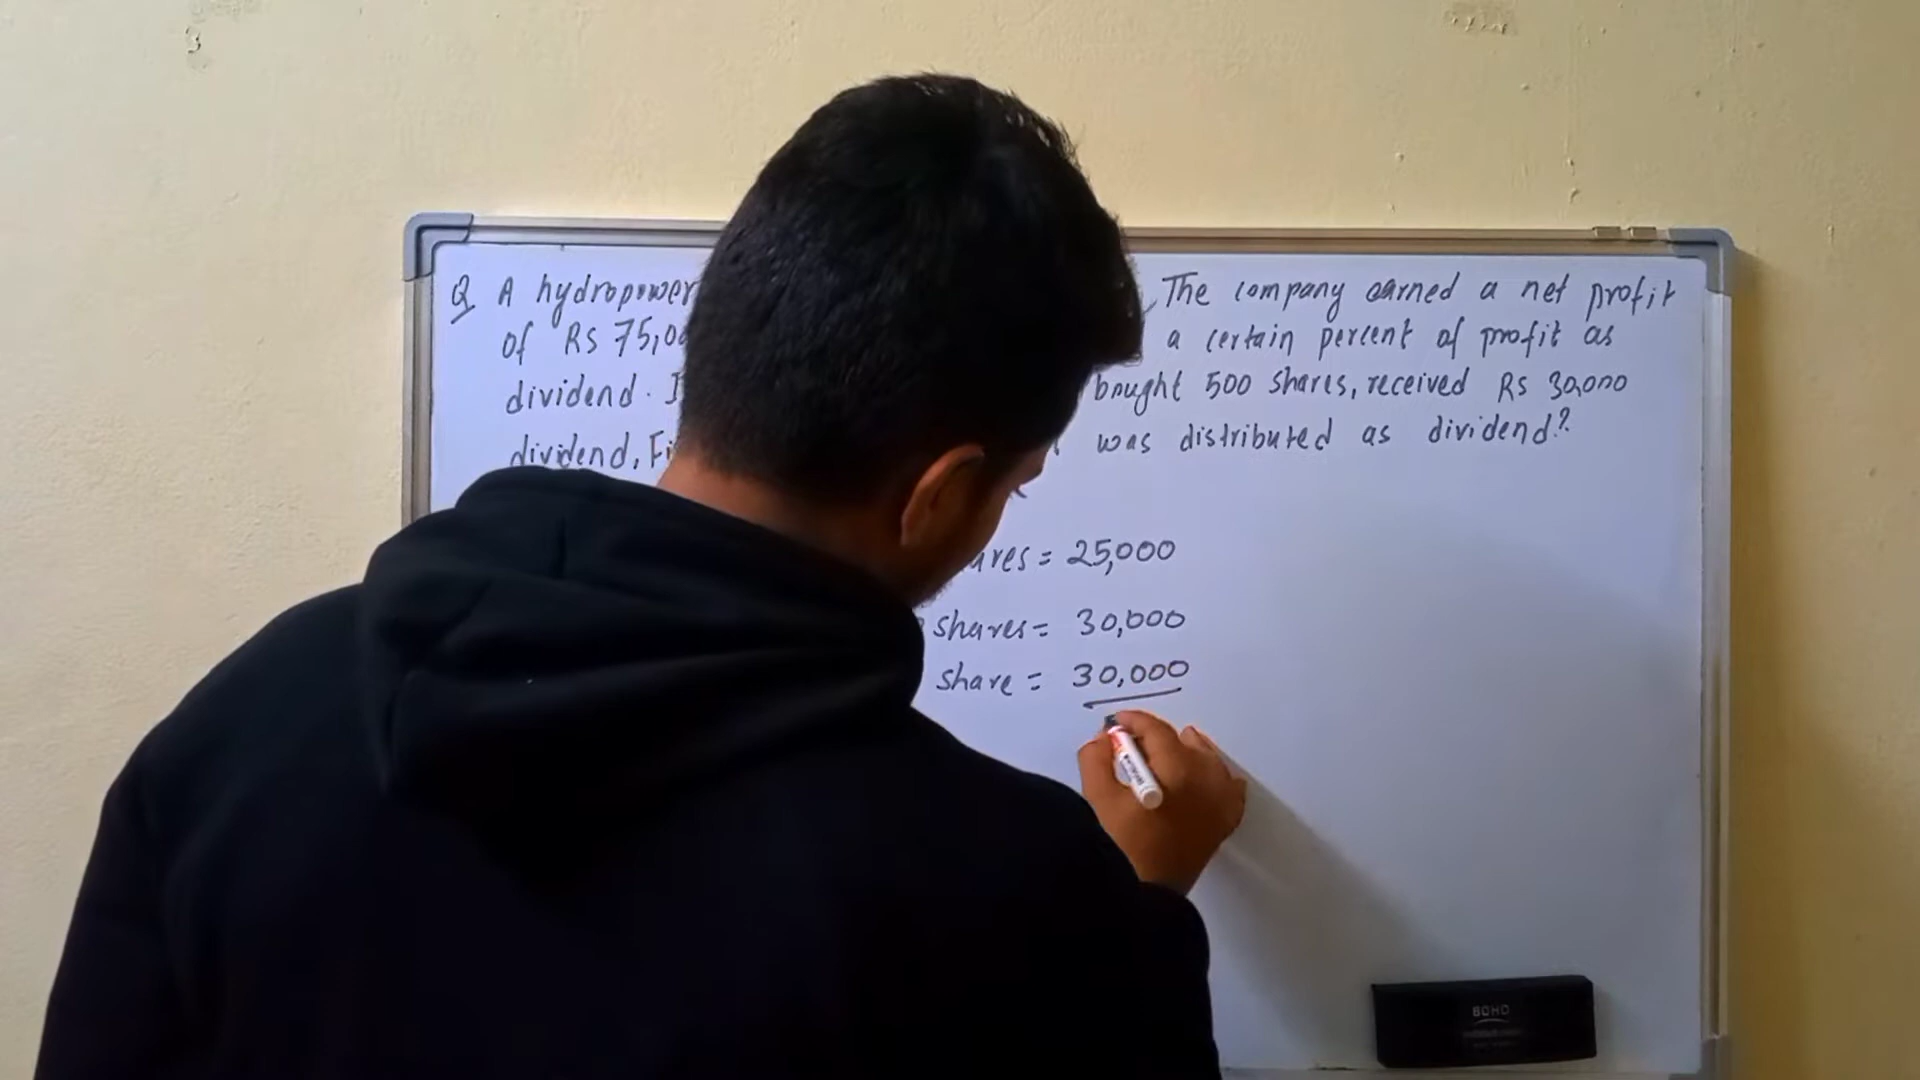 Q A hydropower The company earned a net profit
of Rs 75,00 a certain percent of profit as
dividend. I bought 500 shares, received Rs 30,000
dividend, Fi was distributed as dividend?
ares = 25,000
shares = 30,000
share = 30,000
BOHO